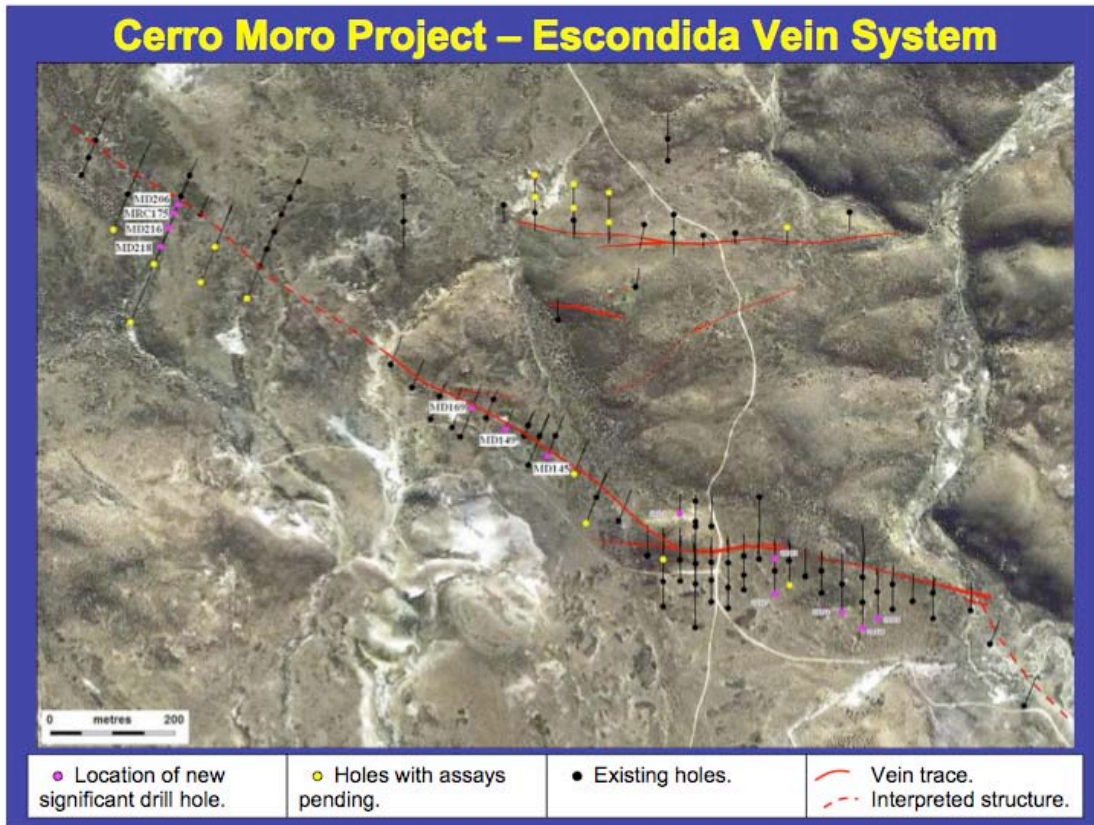 Cerro Moro Project – Escondida Vein System
MD206
MRC175
MD216
MD218
MD169
MD149
MD145
0 metres 200
Location of new
significant drill hole.
Holes with assays
pending.
Existing holes.
Vein trace.
Interpreted structure.